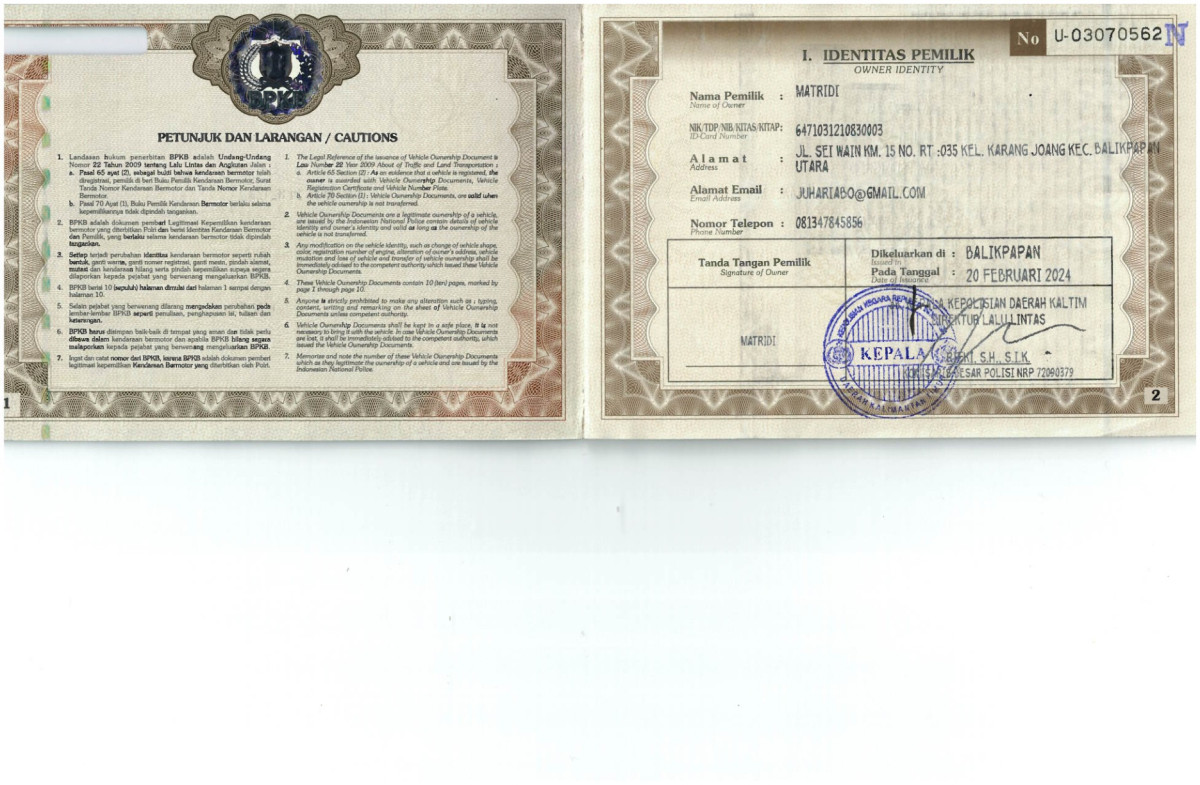 BPKB
PETUNJUK DAN LARANGAN / CAUTIONS
1. Landasan hukum penerbitan BPKB adalah Undang-Undang
Nomor 22 Tahun 2009 tentang Lalu Lintas dan Angkutan Jalan :
a. Pasal 65 ayat (2), sebagai bukti bahwa kendaraan bermotor telah
diregistrasi, pemilik di beri Buku Pemilik Kendaraan Bermotor, Surat
Tanda Nomor Kendaraan Bermotor dan Tanda Nomor Kendaraan
Bermotor.
b. Pasal 70 Ayat (1), Buku Pemilik Kendaraan Bermotor berlaku selama
kepemilikannya tidak dipindah tangankan.
2. BPKB adalah dokumen pemberi Legitimasi Kepemilikan kendaraan
bermotor yang diterbitkan Polri dan berisi identitas Kendaraan Bermotor
dan Pemilik, yang berlaku selama kendaraan bermotor tidak dipindah
tangankan.
3. Setiap terjadi perubahan identitas kendaraan bermotor seperti rubah
bentuk, ganti warna, ganti nomor registrasi, ganti mesin, pindah alamat,
mutasi dan kendaraan hilang serta pindah kepemilikan supaya segera
dilaporkan kepada pejabat yang berwenang mengeluarkan BPKB.
4. BPKB berisi 10 (sepuluh) halaman dimulai dari halaman 1 sampai dengan
halaman 10.
5. Selain pejabat yang berwenang dilarang mengadakan perubahan pada
lembar-lembar BPKB seperti penulisan, penghapusan isi, tulisan dan
keterangan.
6. BPKB harus disimpan baik-baik di tempat yang aman dan tidak perlu
dibawa dalam kendaraan bermotor dan apabila BPKB hilang segera
melaporkan kepada pejabat yang berwenang mengeluarkan BPKB.
7. Ingat dan catat nomor dari BPKB, karena BPKB adalah dokumen pemberi
legitimasi kepemilikan Kendaraan Bermotor yang diterbitkan oleh Polri.
1. The Legal Reference of the issuance of Vehicle Ownership Document is
Law Number 22 Year 2009 About of Traffic and Land Transportation :
a. Article 65 Section (2) : As an evidence that a vehicle is registered, the
owner is awarded with Vehicle Ownership Documents, Vehicle
Registration Certificate and Vehicle Number Plate.
b. Article 70 Section (1) : Vehicle Ownership Documents, are valid when
the vehicle ownership is not transferred.
2. Vehicle Ownership Documents are a legitimate ownership of a vehicle,
are issued by the Indonesian National Police contain details of vehicle
identity and owner's identity and valid as long as the ownership of the
vehicle is not transferred.
3. Any modification on the vehicle identity, such as change of vehicle shape,
color, registration number of engine, alteration of owner's address, vehicle
mutation and loss of vehicle and transfer of vehicle ownership shall be
immediately advised to the competent authority which issued these Vehicle
Ownership Documents.
4. These Vehicle Ownership Documents contain 10 (ten) pages, marked by
page 1 through page 10.
5. Anyone is strictly prohibited to make any alteration such as ; typing,
content, writing and remarking on the sheet of Vehicle Ownership
Documents unless competent authority.
6. Vehicle Ownership Documents shall be kept in a safe place, it is not
necessary to bring it with the vehicle. In case Vehicle Ownership Documents
are lost, it shall be immediately advised to the competent authority, which
issued the Vehicle Ownership Documents.
7. Memorize and note the number of these Vehicle Ownership Documents
which as they legitimate the ownership of a vehicle and are issued by the
Indonesian National Police.
1
No U-03070562 N
I. IDENTITAS PEMILIK
OWNER IDENTITY
Nama Pemilik : MATRIDI
Name of Owner
NIK/TDP/NIB/KITAS/KITAP: 6471031210830003
ID-Card Number
Alamat : JL. SEI WAIN KM. 15 NO. RT :035 KEL. KARANG JOANG KEC. BALIKPAPAN
Address UTARA
Alamat Email : JUHARIABO@GMAIL.COM
Email Address
Nomor Telepon : 081347845856
Phone Number
Tanda Tangan Pemilik
Signature of Owner
MATRIDI
Dikeluarkan di : BALIKPAPAN
Issued in
Pada Tanggal : 20 FEBRUARI 2024
Date of Issuance
KEPOLISIAN DAERAH KALTIM
DIREKTUR LALU LINTAS
KEPALA
S.H., S.I.K.
BESAR POLISI NRP 72090379
2